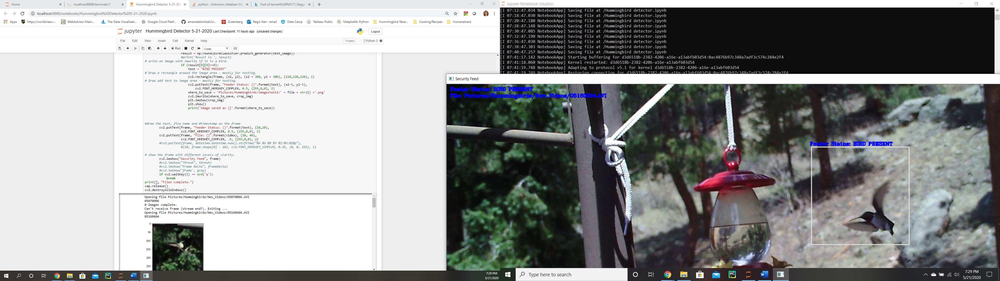 Home
localhost:8888/terminals/1
Hummingbird Detector 5-21-202
python - Unknown initializer: Glo
Fork of kernel43c8ffd517 | Kaggle
localhost:8888/notebooks/Hummingbird%20Detector%205-21-2020.ipynb
Apps
https://worldclass.r...
WebAdvisor Main...
The Data Visualisati...
Google Cloud Platf...
amandakkimball/si...
Gutenberg
Regis Net - email
Data Camp
Tableau Public
Matplotlib: Python
Hummingbird Rese...
Cooking/Recipes
Humanatrack
jupyter
Hummingbird Detector 5-21-2020 Last Checkpoint: 11 hours ago (unsaved changes)
Logout
File Edit View Insert Cell Kernel Help
Trusted
Python 3
Run
Code
result = np.round(birdclassifier.predict_generator(test_image))
#print('Result is ', result)
# write an image with imwrite if it is a bird.
if (result[0][0]==0):
text = "BIRD PRESENT"
# Draw a rectangle around the image area - mostly for testing.
cv2.rectangle(frame, (x2, y2), (x2 + 300, y2 + 300), (220,220,220), 2)
# Draw add text to image area - mostly for testing.
cv2.putText(frame, "Feeder Status: {}".format(text), (x2-5, y2-5),
cv2.FONT_HERSHEY_COMPLEX, 0.5, (255,0,0), 2)
where_to_save = 'Pictures/Hummingbirds/imagestest1/' + file + str(i) +'.png'
cv2.imwrite(where_to_save, crop_img)
plt.imshow(crop_img)
plt.show()
print('Image saved as {}'.format(where_to_save))
#draw the text, file name and #timestamp on the frame
cv2.putText(frame, "Feeder Status: {}".format(text), (10,20),
cv2.FONT_HERSHEY_COMPLEX, 0.5, (255,0,0), 2)
cv2.putText(frame, "File: {}".format(video), (10, 40),
cv2.FONT_HERSHEY_COMPLEX, .5, (255,0,0), 2)
#cv2.putText(frame, datetime.datetime.now().strftime("%A %d %B %Y %I:%M:%S%p"),
#(10, frame.shape[0] - 10), cv2.FONT_HERSHEY_SIMPLEX, 0.35, (0, 0, 255), 1)
# show the frame with different levels of clarity.
cv2.imshow("Security Feed", frame)
#cv2.imshow("Thresh", thresh)
#cv2.imshow("Frame Delta", frameDelta)
#cv2.imshow('frame', gray)
if cv2.waitKey(1) == ord('q'):
break
print(j, "Files complete.")
cap.release()
cv2.destroyAllWindows()
Opening file Pictures/Hummingbirds/New_Videos/05070006.AVI
05070006
0 Images complete.
Can't receive frame (stream end?). Exiting ...
Opening file Pictures/Hummingbirds/New_Videos/05160604.AVI
05160604
0
50
100
150
200
250
7:29 PM
5/21/2020
Jupyter Notebook (rstudio)
[I 07:12:47.034 NotebookApp] Saving file at /Hummingbird detector.ipynb
[I 07:18:47.030 NotebookApp] Saving file at /Hummingbird detector.ipynb
[I 07:20:47.180 NotebookApp] Saving file at /Hummingbird detector.ipynb
[I 07:28:47.148 NotebookApp] Saving file at /Hummingbird detector.ipynb
[I 07:30:47.085 NotebookApp] Saving file at /Hummingbird detector.ipynb
[I 07:32:47.190 NotebookApp] Saving file at /Hummingbird detector.ipynb
[I 07:36:47.030 NotebookApp] Saving file at /Hummingbird detector.ipynb
[I 07:38:47.303 NotebookApp] Saving file at /Hummingbird detector.ipynb
[I 07:40:47.257 NotebookApp] Saving file at /Hummingbird detector.ipynb
[I 07:41:17.142 NotebookApp] Starting buffering for d3d6518b-2382-4206-a16e-a13abf603d54:0ac4876b97c348a7adf3c574c284e2f4
[I 07:41:18.060 NotebookApp] Kernel restarted: d3d6518b-2382-4206-a16e-a13abf603d54
[I 07:41:19.748 NotebookApp] Adapting to protocol v5.1 for kernel d3d6518b-2382-4206-a16e-a13abf603d54
[I 07:41:19.749 NotebookApp] Restoring connection for d3d6518b-2382-4206-a16e-a13abf603d54:0ac4876b97c348a7adf3c574c284e2f4
Security Feed
Feeder Status: BIRD PRESENT
File: Pictures/Hummingbirds/New_Videos/05160604.AVI
Feeder Status: BIRD PRESENT
Type here to search
7:29 PM
5/21/2020